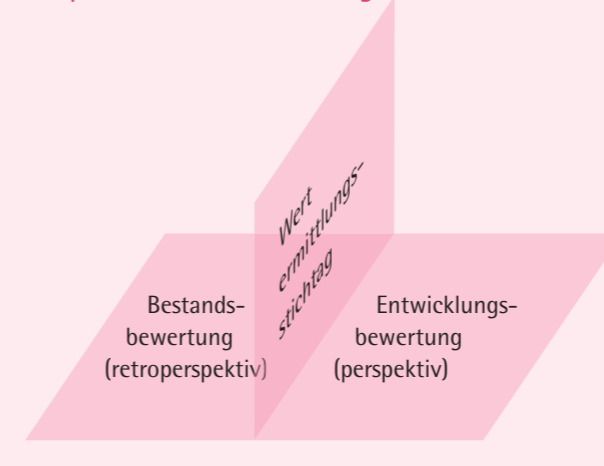 Wert
ermittlungs-
stichtag
Bestands-
bewertung
(retroperspektiv)
Entwicklungs-
bewertung
(perspektiv)